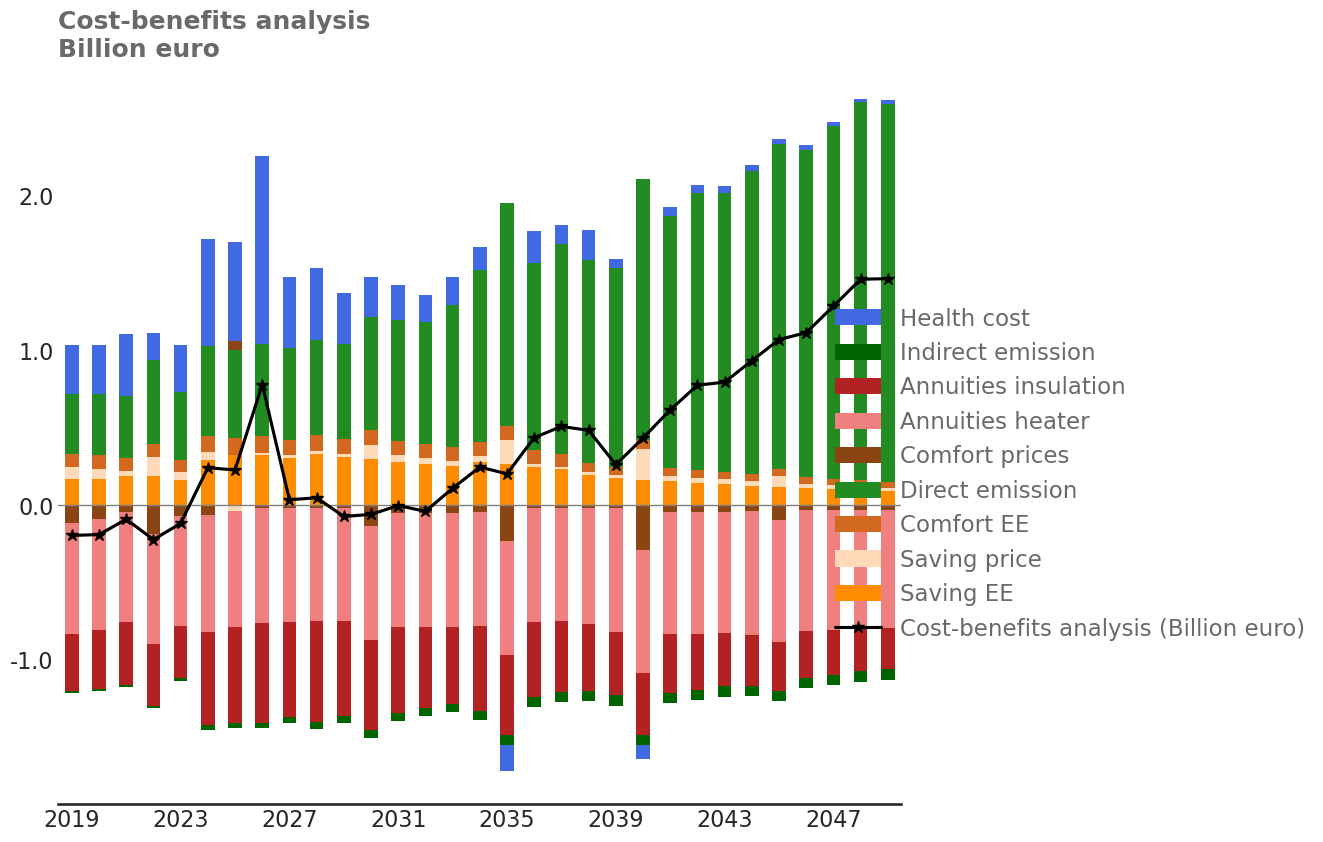 Cost-benefits analysis
Billion euro
2.0
1.0
0.0
-1.0
Health cost
Indirect emission
Annuities insulation
Annuities heater
Comfort prices
Direct emission
Comfort EE
Saving price
Saving EE
Cost-benefits analysis (Billion euro)
2019 2023 2027 2031 2035 2039 2043 2047